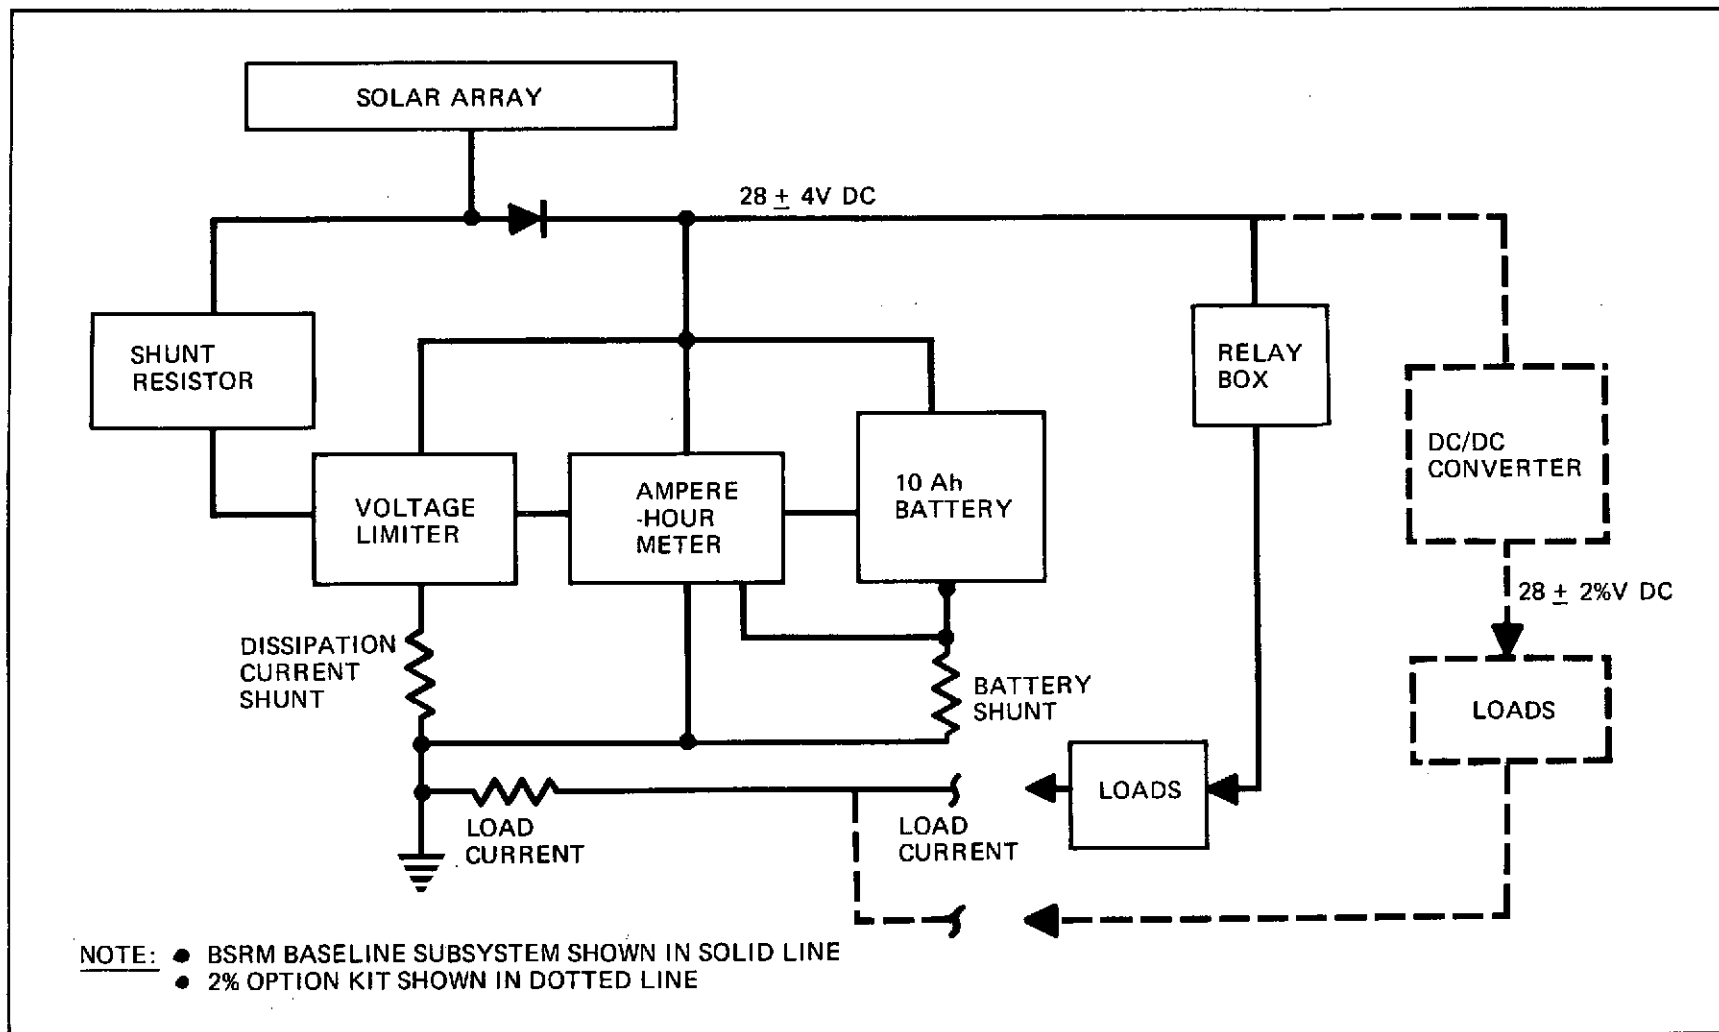 SOLAR ARRAY
28 ± 4V DC
SHUNT
RESISTOR
RELAY
BOX
DC/DC
CONVERTER
VOLTAGE
LIMITER
AMPERE
-HOUR
METER
10 Ah
BATTERY
28 ± 2%V DC
DISSIPATION
CURRENT
SHUNT
BATTERY
SHUNT
LOADS
LOADS
LOAD
CURRENT
LOAD
CURRENT
NOTE: ● BSRM BASELINE SUBSYSTEM SHOWN IN SOLID LINE
● 2% OPTION KIT SHOWN IN DOTTED LINE